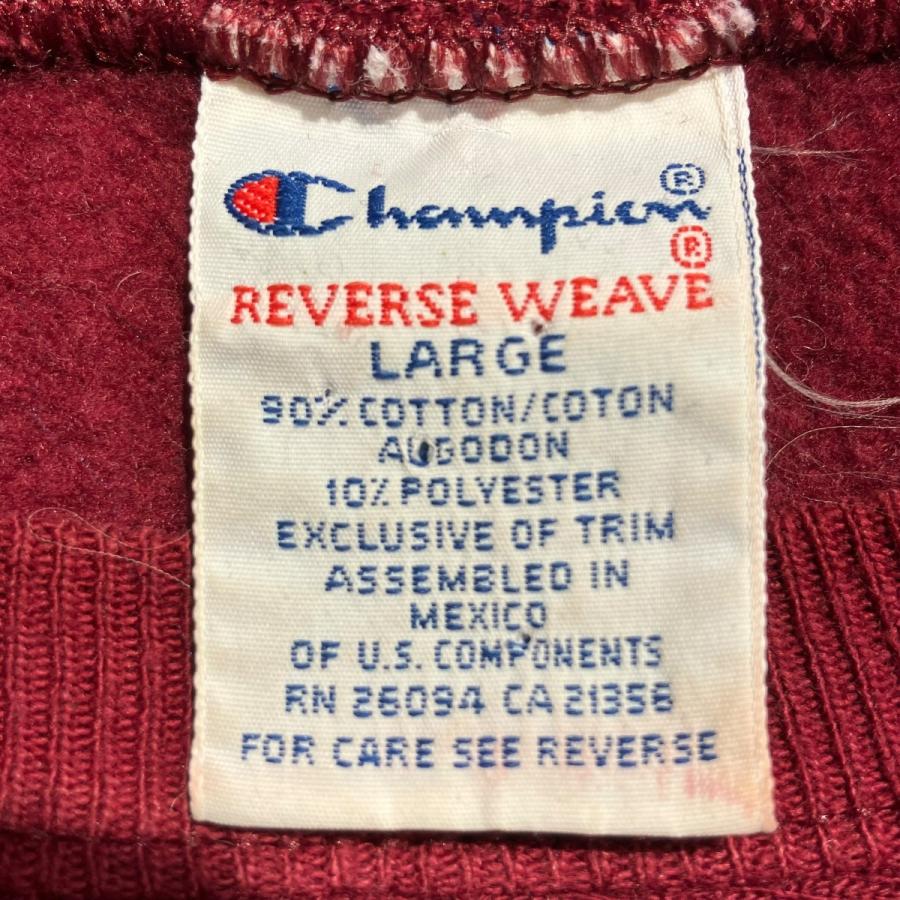 Champion®
®
REVERSE WEAVE
LARGE
90% COTTON/COTON
ALGODON
10% POLYESTER
EXCLUSIVE OF TRIM
ASSEMBLED IN
MEXICO
OF U.S. COMPONENTS
RN 26094 CA 21356
FOR CARE SEE REVERSE